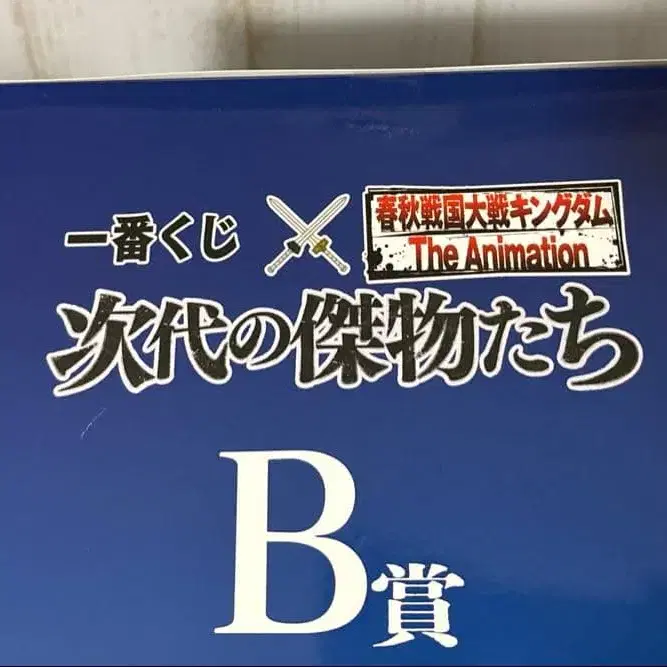 一番くじ
春秋戦国大戦キングダム
The Animation
次代の傑物たち
B賞